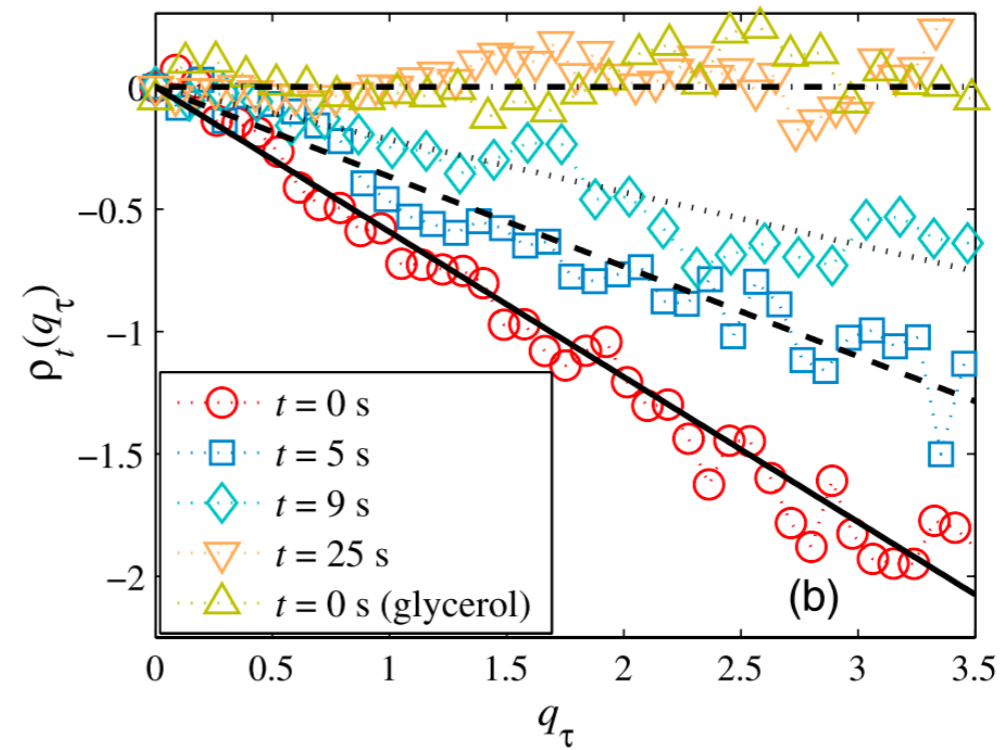 0
−0.5
−1
−1.5
−2
ρt(qτ)
t = 0 s
t = 5 s
t = 9 s
t = 25 s
t = 0 s (glycerol)
(b)
0 0.5 1 1.5 2 2.5 3 3.5
qτ